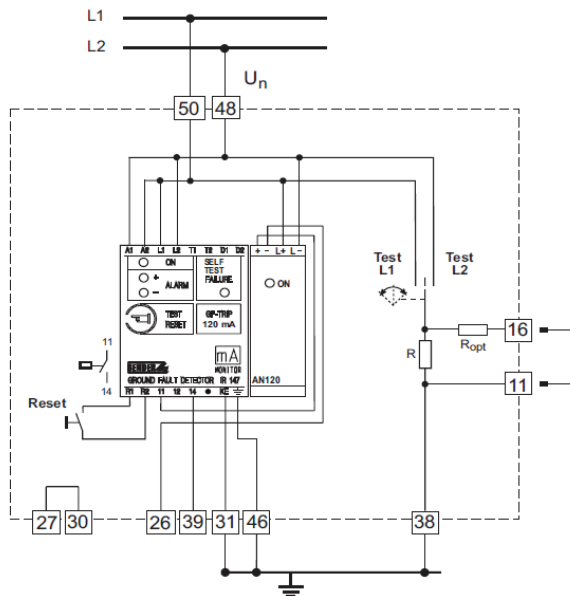 L1
L2
Un
50 48
A1 A2 L1 L2 T1 T2 D1 D2
+ - L+ L-
ON
+
-
ALARM
SELF
TEST
FAILURE
ON
TEST
RESET
GF-TRIP
120 mA
mA
MONITOR
BENDER
GROUND FAULT DETECTOR IR 147
AN120
R1 R2 11 12 14 KE
11
14
Reset
Test
L1
Test
L2
R
Ropt
16
11
27 30 26 39 31 46 38